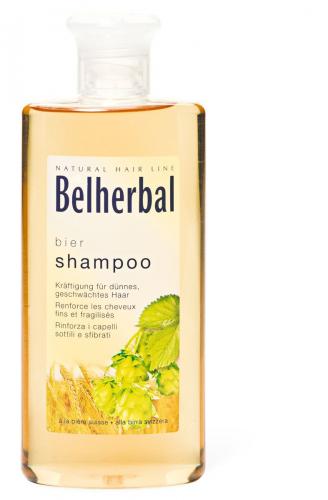 NATURAL HAIR LINE
Belherbal
bier
shampoo
Kräftigung für dünnes,
geschwächtes Haar
Renforce les cheveux
fins et fragilisés
Rinforza i capelli
sottili e sfibrati
à la bière suisse • alla birra svizzera